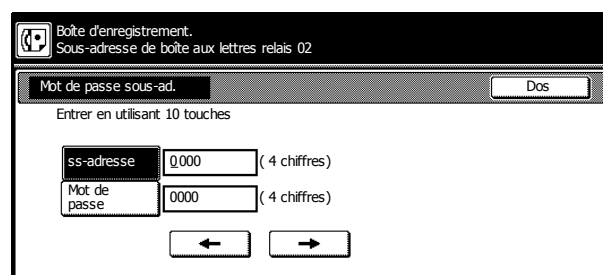 Boîte d'enregistrement.
Sous-adresse de boîte aux lettres relais 02
Mot de passe sous-ad.
Dos
Entrer en utilisant 10 touches
ss-adresse 0000 ( 4 chiffres)
Mot de
passe 0000 ( 4 chiffres)